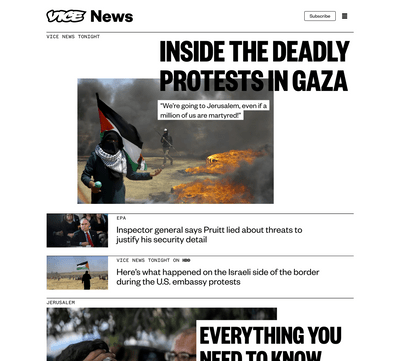 VICE News
Subscribe
VICE NEWS TONIGHT
INSIDE THE DEADLY
PROTESTS IN GAZA
"We're going to Jerusalem, even if a
million of us are martyred!"
EPA
Inspector general says Pruitt lied about threats to
justify his security detail
VICE NEWS TONIGHT ON HBO
Here's what happened on the Israeli side of the border
during the U.S. embassy protests
JERUSALEM
EVERYTHING YOU
NEED TO KNOW